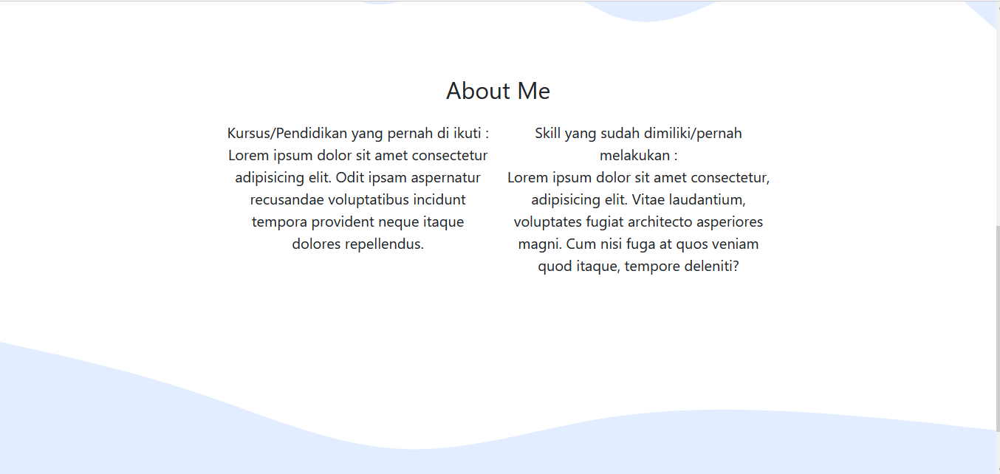 About Me
Kursus/Pendidikan yang pernah di ikuti :
Lorem ipsum dolor sit amet consectetur
adipisicing elit. Odit ipsam aspernatur
recusandae voluptatibus incidunt
tempora provident neque itaque
dolores repellendus.
Skill yang sudah dimiliki/pernah
melakukan :
Lorem ipsum dolor sit amet consectetur,
adipisicing elit. Vitae laudantium,
voluptates fugiat architecto asperiores
magni. Cum nisi fuga at quos veniam
quod itaque, tempore deleniti?